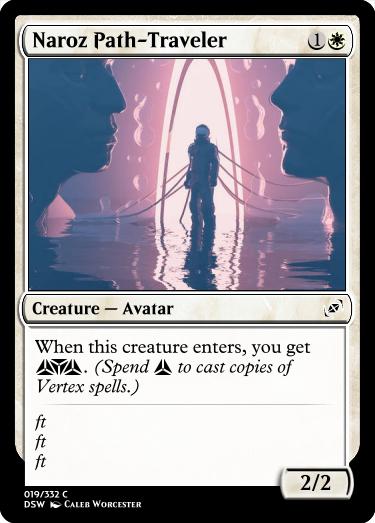 Naroz Path-Traveler 1
Creature — Avatar
When this creature enters, you get
. (Spend to cast copies of
Vertex spells.)
ft
ft
ft
2/2
019/332 C
DSW Caleb Worcester